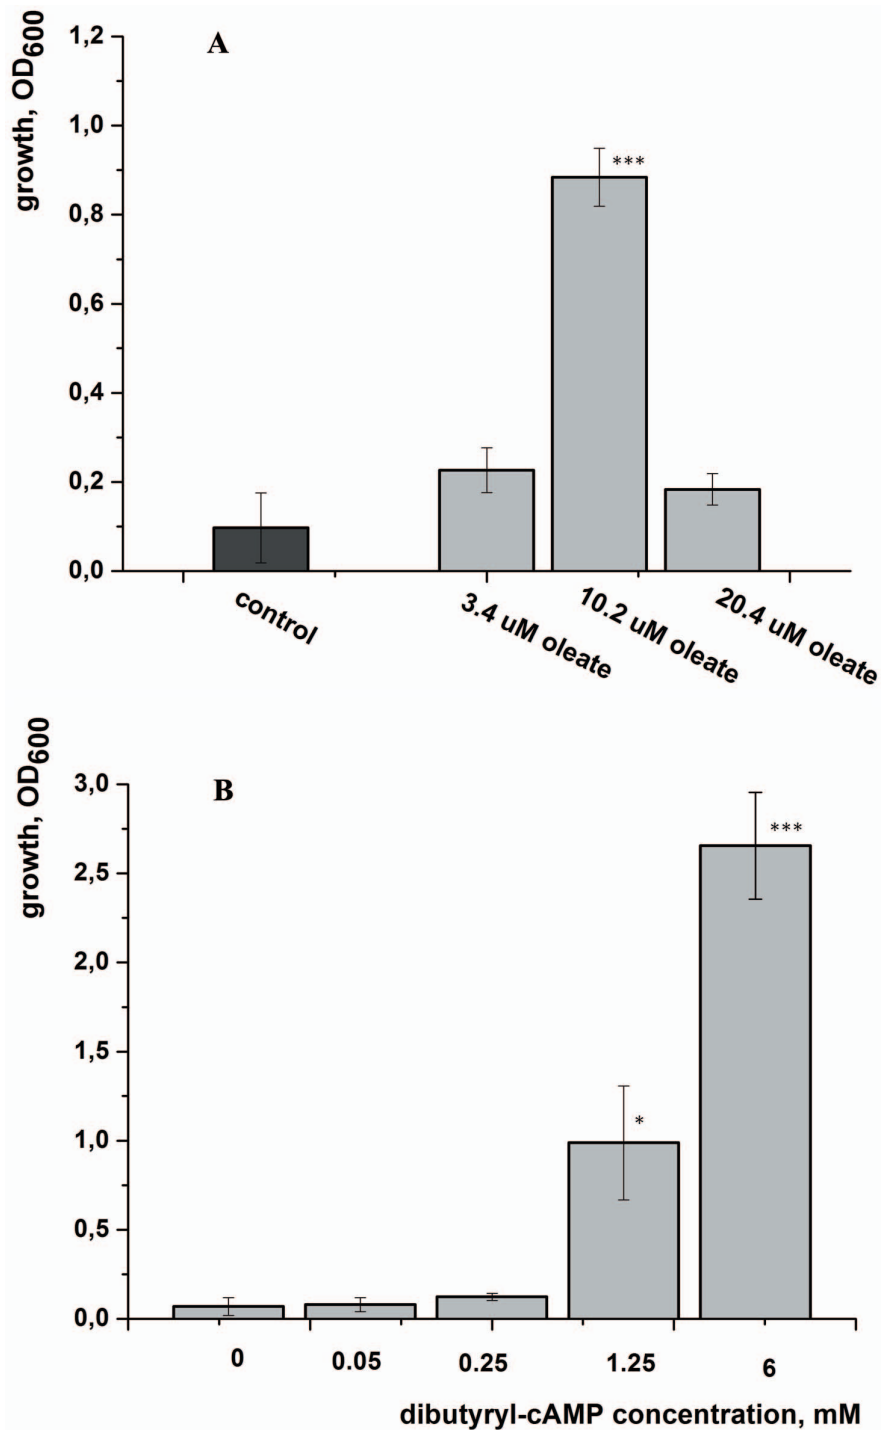 A
growth, OD600
1,2
1,0
0,8
0,6
0,4
0,2
0,0
***
control
3.4 uM oleate
10.2 uM oleate
20.4 uM oleate
B
growth, OD600
3,0
2,5
2,0
1,5
1,0
0,5
0,0
*
***
0 0.05 0.25 1.25 6
dibutyryl-cAMP concentration, mM